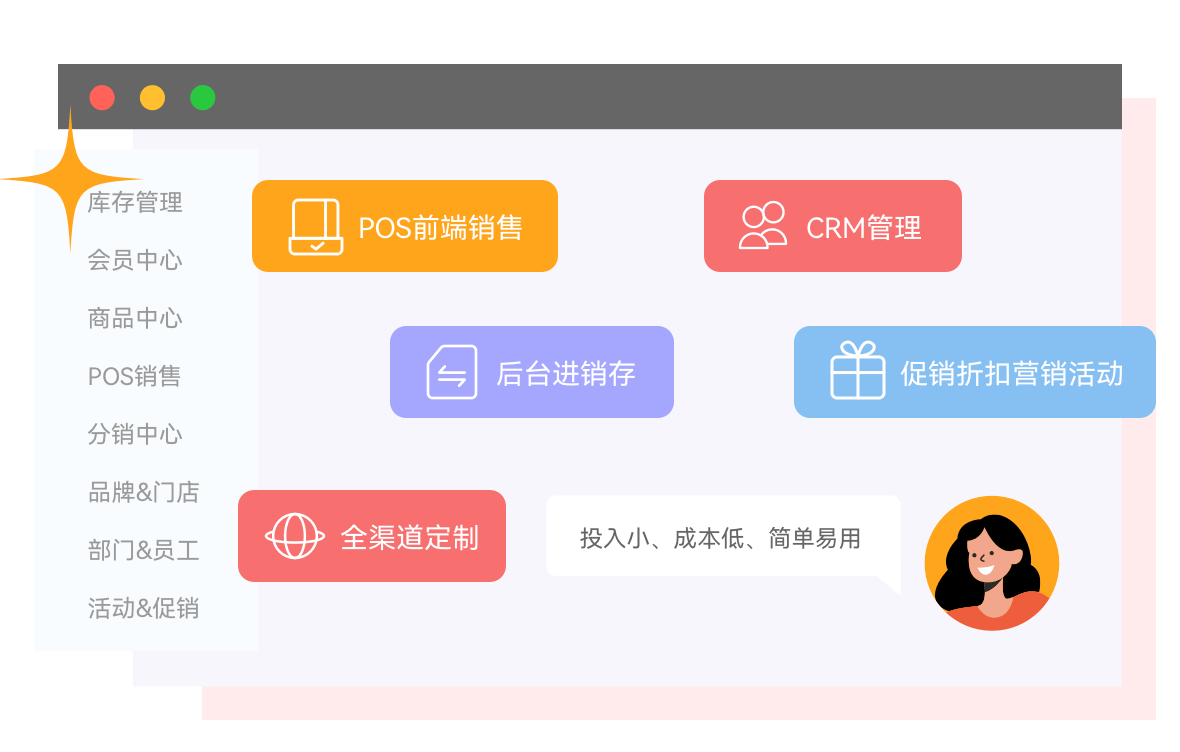 库存管理
会员中心
商品中心
POS销售
分销中心
品牌&门店
部门&员工
活动&促销
POS前端销售
CRM管理
后台进销存
促销折扣营销活动
全渠道定制
投入小、成本低、简单易用